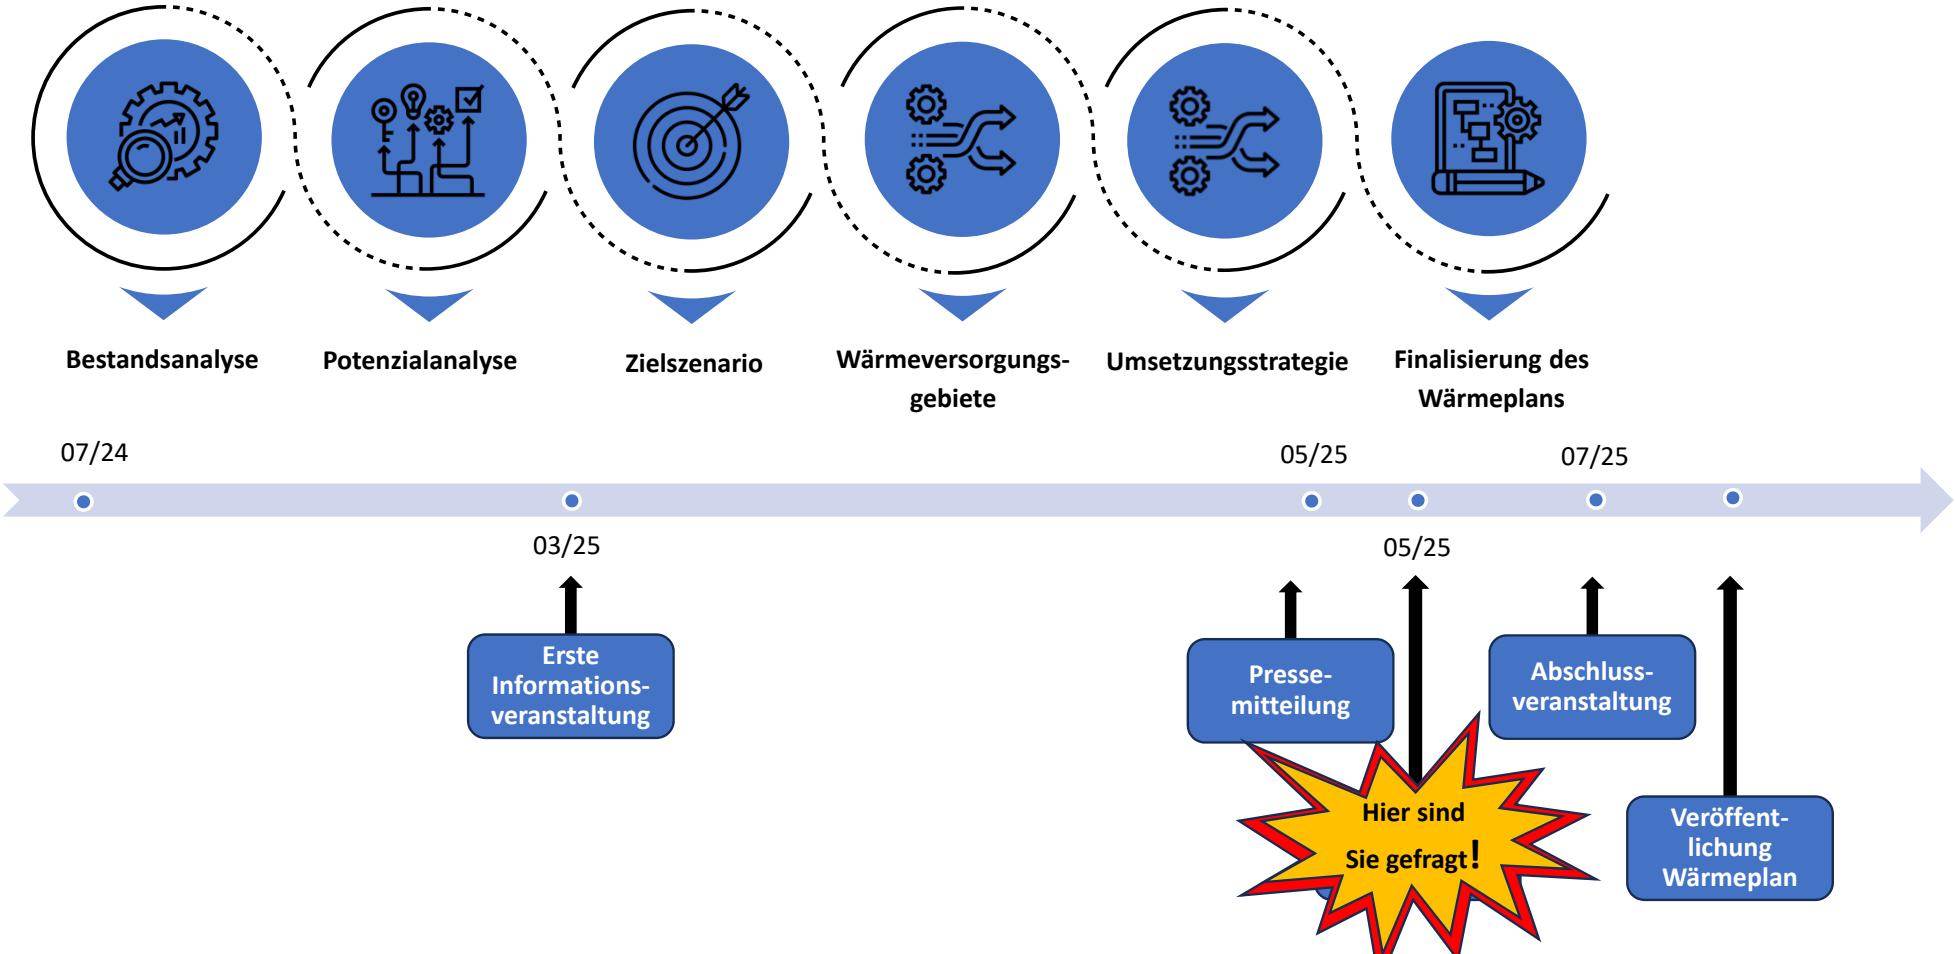 Bestandsanalyse
Potenzialanalyse
Zielszenario
Wärmeversorgungs-
gebiete
Umsetzungsstrategie
Finalisierung des
Wärmeplans
07/24
05/25
07/25
03/25
05/25
Erste
Informations-
veranstaltung
Presse-
mitteilung
Abschluss-
veranstaltung
Hier sind
Sie gefragt!
Veröffent-
lichung
Wärmeplan